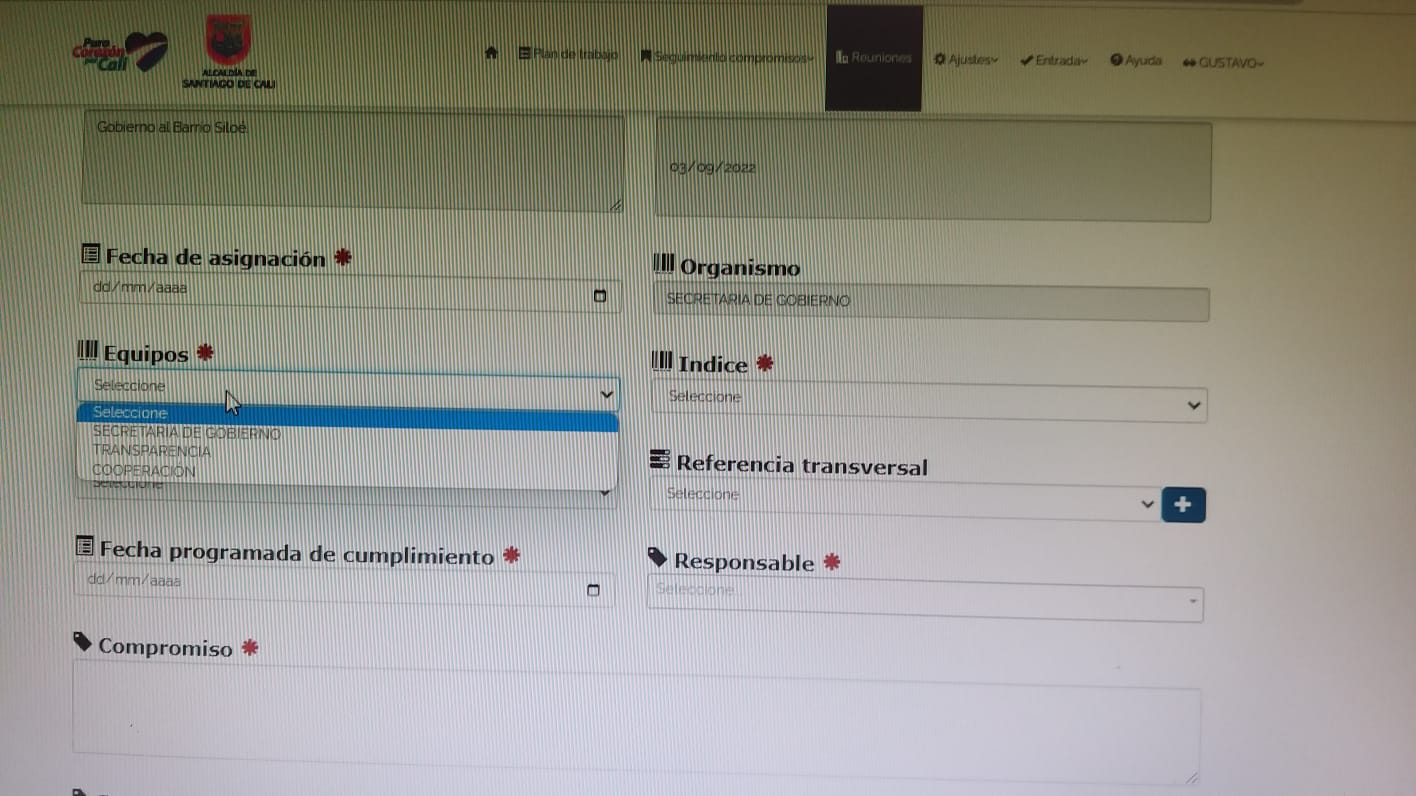 Puro
Corazón
por Cali
ALCALDÍA DE
SANTIAGO DE CALI
Plan de trabajo
Seguimiento compromisos
Reuniones
Ajustes
Entrada
Ayuda
GUSTAVO
Gobierno al Barrio Siloé.
03/09/2022
Fecha de asignación
Organismo
dd/mm/aaaa
SECRETARIA DE GOBIERNO
Equipos
Indice
Seleccione
Seleccione
Seleccione
SECRETARIA DE GOBIERNO
TRANSPARENCIA
COOPERACIÓN
Seleccione
Referencia transversal
Seleccione
Fecha programada de cumplimiento
Responsable
dd/mm/aaaa
Seleccione...
Compromiso